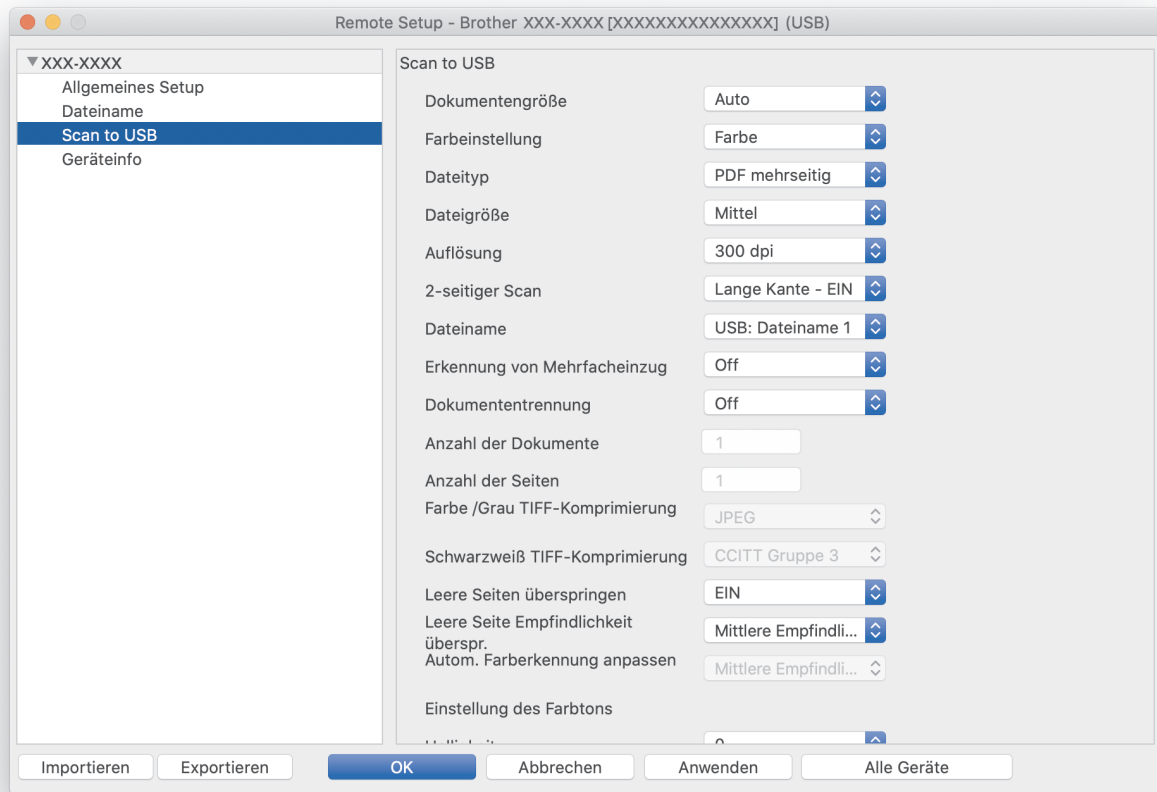 Remote Setup - Brother XXX-XXXX [XXXXXXXXXXXXXXX] (USB)
XXX-XXXX
Allgemeines Setup
Dateiname
Scan to USB
Geräteinfo
Scan to USB
Dokumentengröße Auto
Farbeinstellung Farbe
Dateityp PDF mehrseitig
Dateigröße Mittel
Auflösung 300 dpi
2-seitiger Scan Lange Kante - EIN
Dateiname USB: Dateiname 1
Erkennung von Mehrfacheinzug Off
Dokumententrennung Off
Anzahl der Dokumente 1
Anzahl der Seiten 1
Farbe /Grau TIFF-Komprimierung JPEG
Schwarzweiß TIFF-Komprimierung CCITT Gruppe 3
Leere Seiten überspringen EIN
Leere Seite Empfindlichkeit
überspr. Mittlere Empfindli...
Autom. Farberkennung anpassen Mittlere Empfindli...
Einstellung des Farbtons
Importieren Exportieren OK Abbrechen Anwenden Alle Geräte